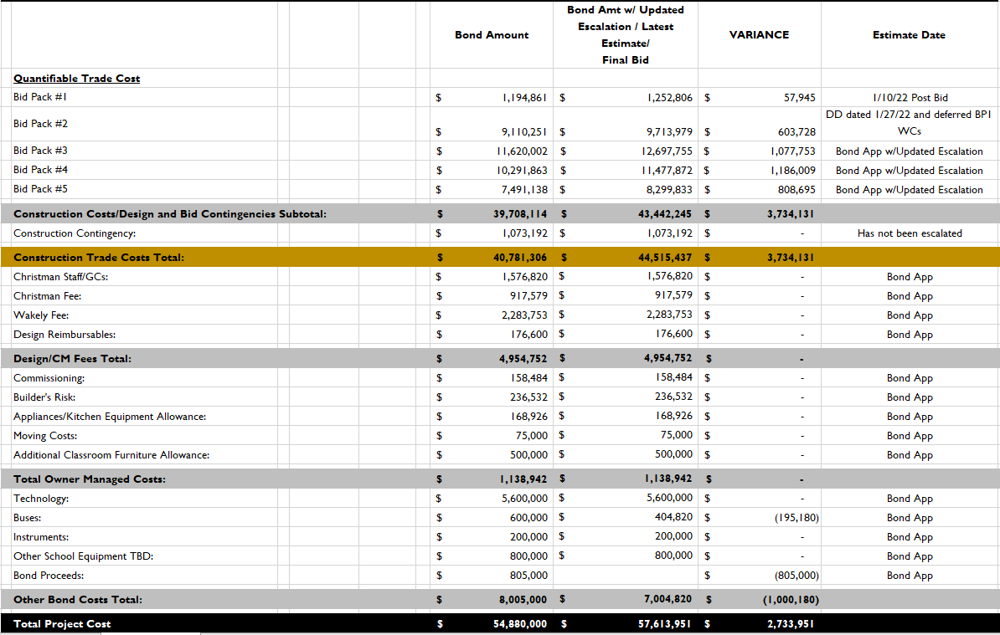 Bond Amount Bond Amt w/ Updated Escalation / Latest Estimate/ Final Bid VARIANCE Estimate Date
Quantifiable Trade Cost
Bid Pack #1 $ 1,194,861 $ 1,252,806 $ 57,945 1/10/22 Post Bid
Bid Pack #2 $ 9,110,251 $ 9,713,979 $ 603,728 DD dated 1/27/22 and deferred BP1 WCs
Bid Pack #3 $ 11,620,002 $ 12,697,755 $ 1,077,753 Bond App w/Updated Escalation
Bid Pack #4 $ 10,291,863 $ 11,477,872 $ 1,186,009 Bond App w/Updated Escalation
Bid Pack #5 $ 7,491,138 $ 8,299,833 $ 808,695 Bond App w/Updated Escalation
Construction Costs/Design and Bid Contingencies Subtotal: $ 39,708,114 $ 43,442,245 $ 3,734,131
Construction Contingency: $ 1,073,192 $ 1,073,192 $ - Has not been escalated
Construction Trade Costs Total: $ 40,781,306 $ 44,515,437 $ 3,734,131
Christman Staff/GCs: $ 1,576,820 $ 1,576,820 $ - Bond App
Christman Fee: $ 917,579 $ 917,579 $ - Bond App
Wakely Fee: $ 2,283,753 $ 2,283,753 $ - Bond App
Design Reimbursables: $ 176,600 $ 176,600 $ - Bond App
Design/CM Fees Total: $ 4,954,752 $ 4,954,752 $ -
Commissioning: $ 158,484 $ 158,484 $ - Bond App
Builder's Risk: $ 236,532 $ 236,532 $ - Bond App
Appliances/Kitchen Equipment Allowance: $ 168,926 $ 168,926 $ - Bond App
Moving Costs: $ 75,000 $ 75,000 $ - Bond App
Additional Classroom Furniture Allowance: $ 500,000 $ 500,000 $ - Bond App
Total Owner Managed Costs: $ 1,138,942 $ 1,138,942 $ -
Technology: $ 5,600,000 $ 5,600,000 $ - Bond App
Buses: $ 600,000 $ 404,820 $ (195,180) Bond App
Instruments: $ 200,000 $ 200,000 $ - Bond App
Other School Equipment TBD: $ 800,000 $ 800,000 $ - Bond App
Bond Proceeds: $ 805,000 $ (805,000) Bond App
Other Bond Costs Total: $ 8,005,000 $ 7,004,820 $ (1,000,180)
Total Project Cost $ 54,880,000 $ 57,613,951 $ 2,733,951